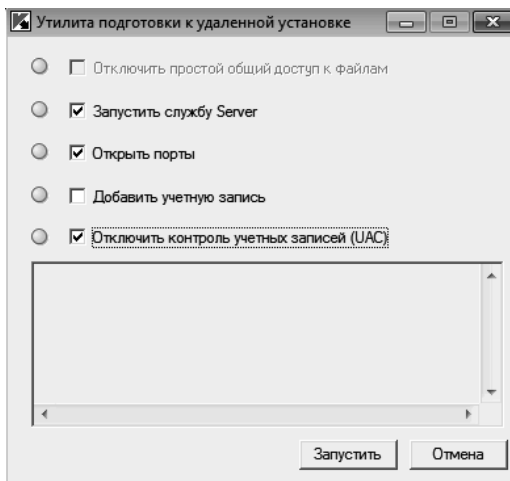 Утилита подготовки к удаленной установке
Отключить простой общий доступ к файлам
Запустить службу Server
Открыть порты
Добавить учетную запись
Отключить контроль учетных записей (UAC)
Запустить Отмена